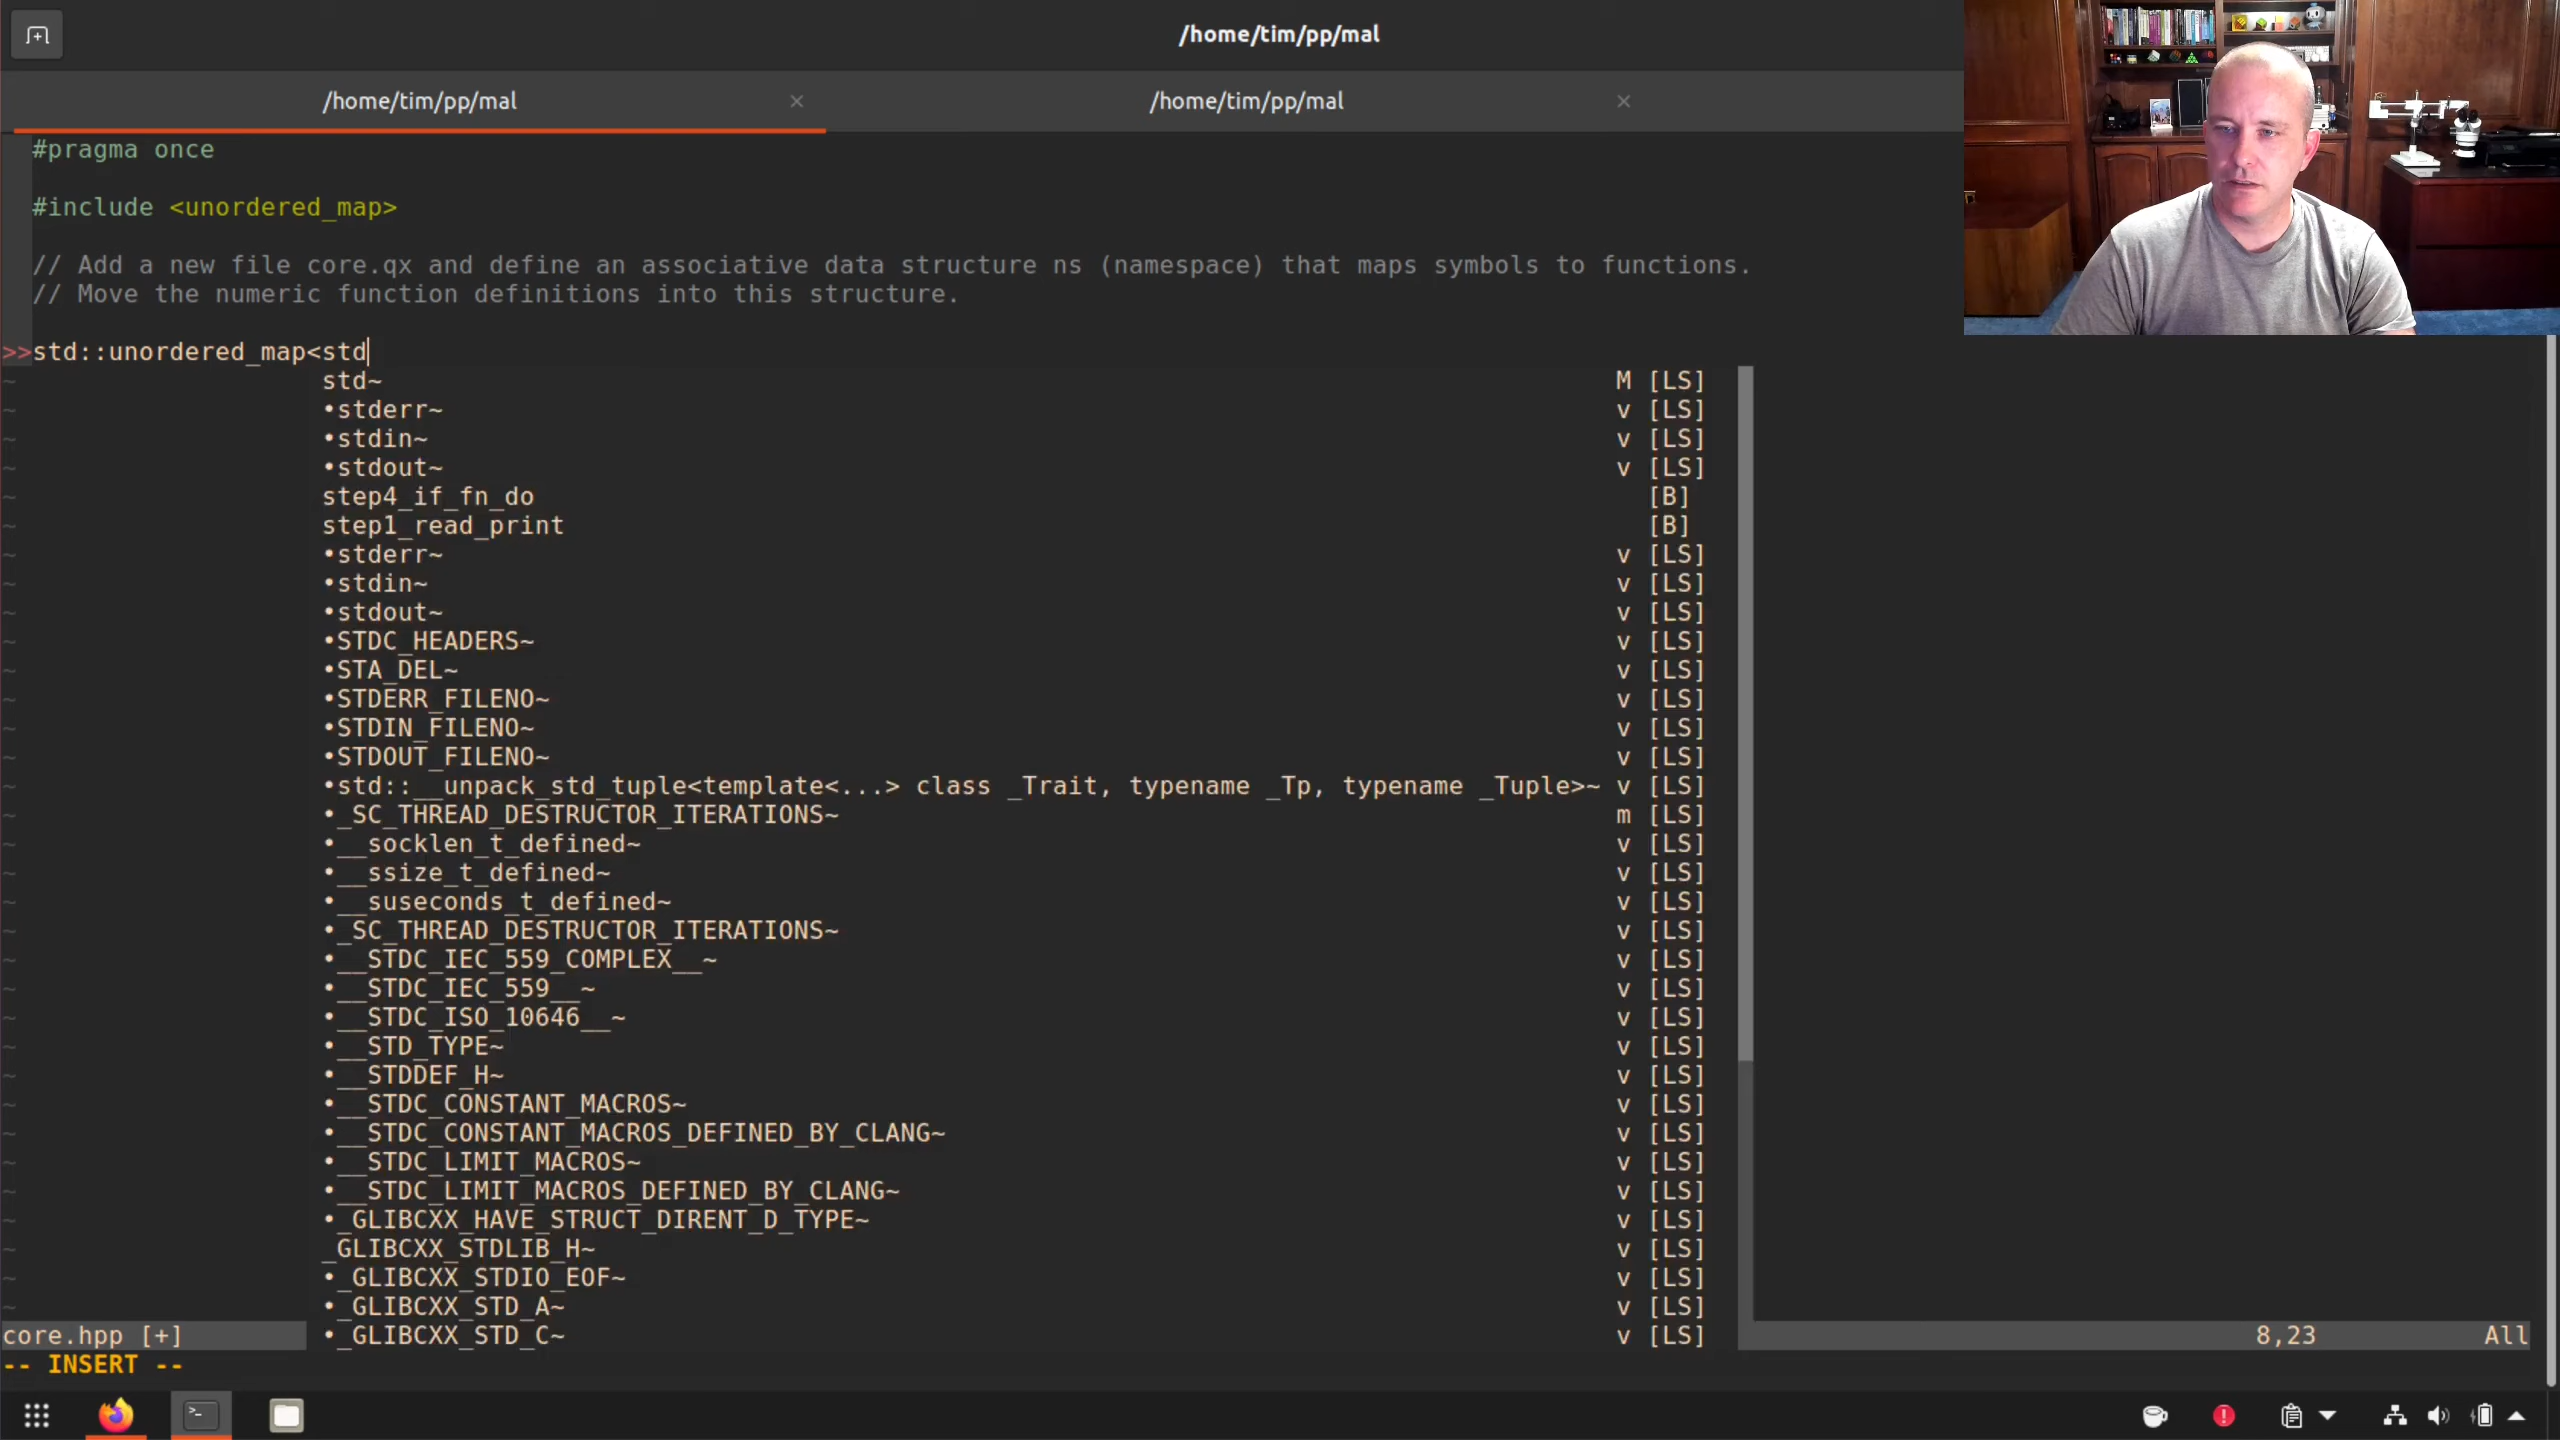 /home/tim/pp/mal
/home/tim/pp/mal ×
/home/tim/pp/mal ×
#pragma once
#include <unordered_map>
// Add a new file core.qx and define an associative data structure ns (namespace) that maps symbols to functions.
// Move the numeric function definitions into this structure.
>>std::unordered_map<std
~ std~ M [LS]
~ •stderr~ v [LS]
~ •stdin~ v [LS]
~ •stdout~ v [LS]
~ step4_if_fn_do [B]
~ step1_read_print [B]
~ •stderr~ v [LS]
~ •stdin~ v [LS]
~ •stdout~ v [LS]
~ •STDC_HEADERS~ v [LS]
~ •STA_DEL~ v [LS]
~ •STDERR_FILENO~ v [LS]
~ •STDIN_FILENO~ v [LS]
~ •STDOUT_FILENO~ v [LS]
~ •std::__unpack_std_tuple<template<...> class _Trait, typename _Tp, typename _Tuple>~ v [LS]
~ •_SC_THREAD_DESTRUCTOR_ITERATIONS~ m [LS]
~ •__socklen_t_defined~ v [LS]
~ •__ssize_t_defined~ v [LS]
~ •__suseconds_t_defined~ v [LS]
~ •_SC_THREAD_DESTRUCTOR_ITERATIONS~ v [LS]
~ •__STDC_IEC_559_COMPLEX__~ v [LS]
~ •__STDC_IEC_559__~ v [LS]
~ •__STDC_ISO_10646__~ v [LS]
~ •__STD_TYPE~ v [LS]
~ •__STDDEF_H~ v [LS]
~ •__STDC_CONSTANT_MACROS~ v [LS]
~ •__STDC_CONSTANT_MACROS_DEFINED_BY_CLANG~ v [LS]
~ •__STDC_LIMIT_MACROS~ v [LS]
~ •__STDC_LIMIT_MACROS_DEFINED_BY_CLANG~ v [LS]
~ •_GLIBCXX_HAVE_STRUCT_DIRENT_D_TYPE~ v [LS]
~ _GLIBCXX_STDLIB_H~ v [LS]
~ •_GLIBCXX_STDIO_EOF~ v [LS]
~ •_GLIBCXX_STD_A~ v [LS]
core.hpp [+] •_GLIBCXX_STD_C~ v [LS] 8,23 All
-- INSERT --